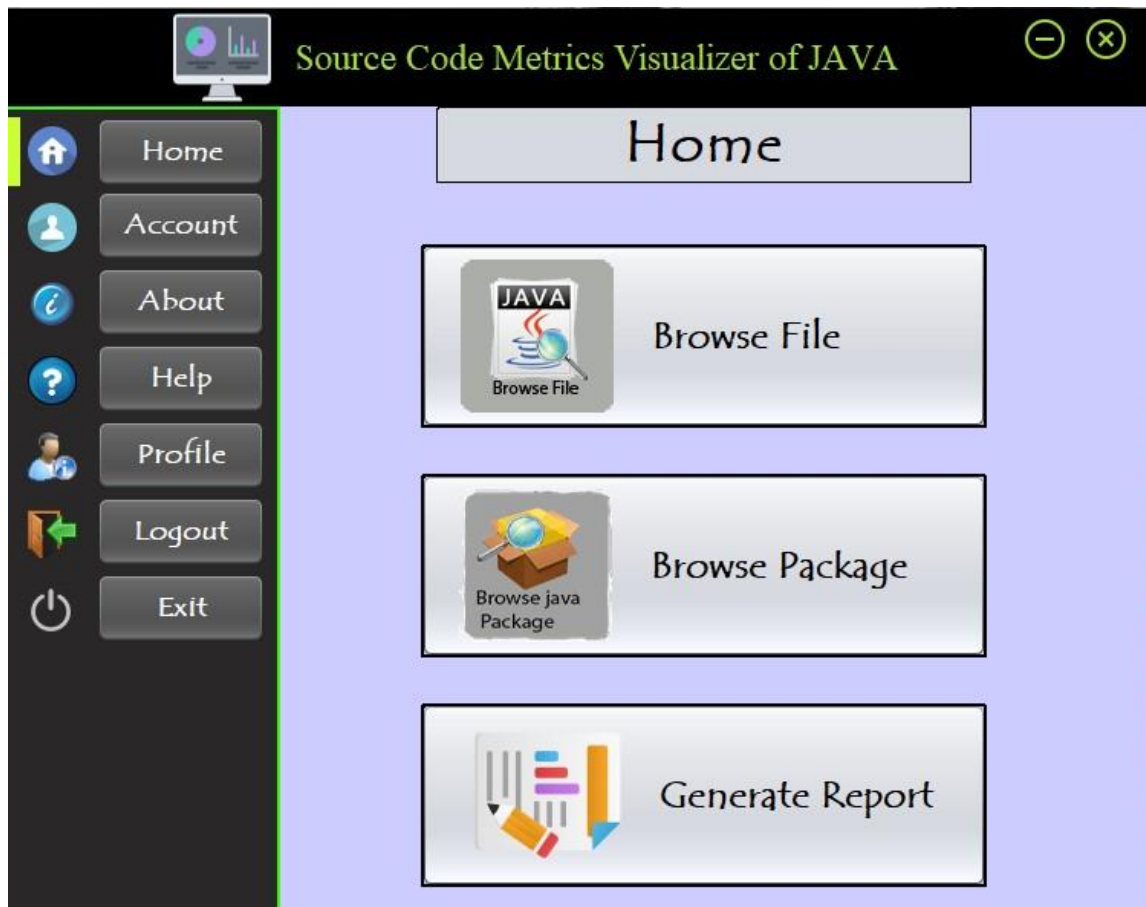 Source Code Metrics Visualizer of JAVA
Home
Account
About
Help
Profile
Logout
Exit
Home
JAVA
Browse File
Browse File
Browse java
Package
Browse Package
Generate Report